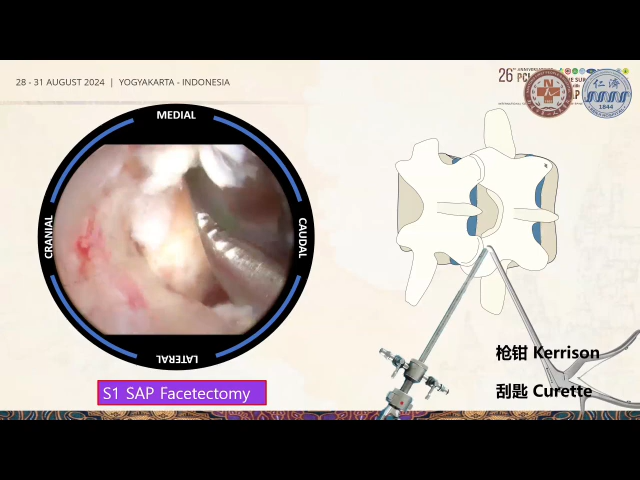 28 - 31 AUGUST 2024 | YOGYAKARTA - INDONESIA
26
仁濟
1844
MEDIAL
CRANIAL
CAUDAL
LATERAL
S1 SAP Facetectomy
枪钳 Kerrison
刮匙 Curette